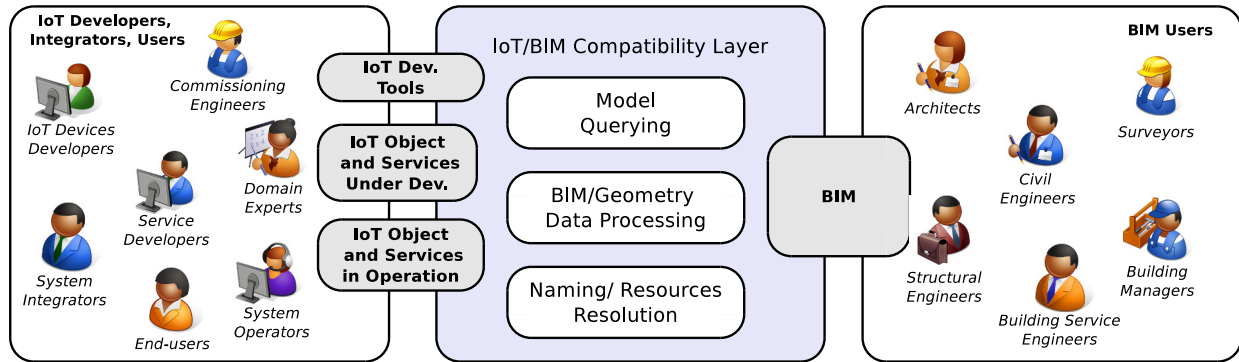 IoT Developers,
Integrators, Users
Commissioning
Engineers
IoT Devices
Developers
Domain
Experts
Service
Developers
System
Integrators
System
Operators
End-users
IoT Dev.
Tools
IoT Object
and Services
Under Dev.
IoT Object
and Services
in Operation
IoT/BIM Compatibility Layer
Model
Querying
BIM/Geometry
Data Processing
Naming/ Resources
Resolution
BIM
BIM Users
Architects
Surveyors
Civil
Engineers
Structural
Engineers
Building
Managers
Building Service
Engineers